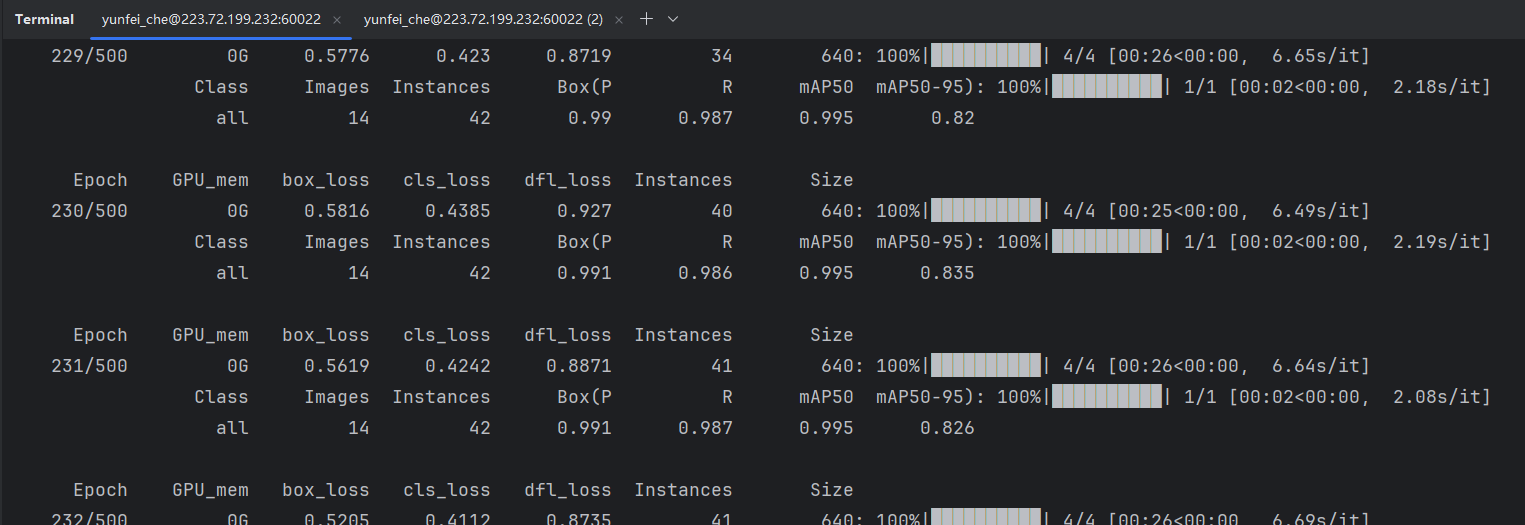 Terminal yunfei_che@223.72.199.232:60022 × yunfei_che@223.72.199.232:60022 (2) × +
229/500 0G 0.5776 0.423 0.8719 34 640: 100%|██████████| 4/4 [00:26<00:00, 6.65s/it]
Class Images Instances Box(P R mAP50 mAP50-95): 100%|██████████| 1/1 [00:02<00:00, 2.18s/it]
all 14 42 0.99 0.987 0.995 0.82
Epoch GPU_mem box_loss cls_loss dfl_loss Instances Size
230/500 0G 0.5816 0.4385 0.927 40 640: 100%|██████████| 4/4 [00:25<00:00, 6.49s/it]
Class Images Instances Box(P R mAP50 mAP50-95): 100%|██████████| 1/1 [00:02<00:00, 2.19s/it]
all 14 42 0.991 0.986 0.995 0.835
Epoch GPU_mem box_loss cls_loss dfl_loss Instances Size
231/500 0G 0.5619 0.4242 0.8871 41 640: 100%|██████████| 4/4 [00:26<00:00, 6.64s/it]
Class Images Instances Box(P R mAP50 mAP50-95): 100%|██████████| 1/1 [00:02<00:00, 2.08s/it]
all 14 42 0.991 0.987 0.995 0.826
Epoch GPU_mem box_loss cls_loss dfl_loss Instances Size
232/500 0G 0.5205 0.4112 0.8735 41 640: 100%|██████████| 4/4 [00:26<00:00, 6.69s/it]